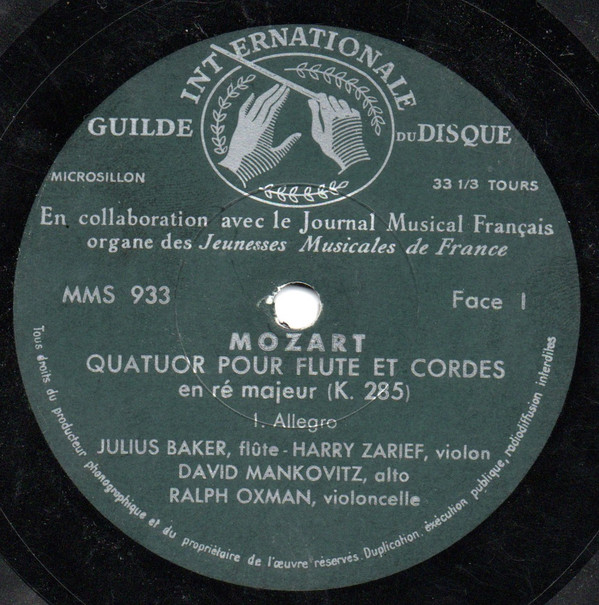 GUILDE INTERNATIONALE DU DISQUE
MICROSILLON
33 1/3 TOURS
En collaboration avec le Journal Musical Français
organe des Jeunesses Musicales de France
MMS 933
Face 1
MOZART
QUATUOR POUR FLUTE ET CORDES
en ré majeur (K. 285)
1. Allegro
JULIUS BAKER, flûte - HARRY ZARIEF, violon
DAVID MANKOVITZ, alto
RALPH OXMAN, violoncelle
Tous droits du producteur phonographique et du propriétaire de l'œuvre réservés. Duplication, éxécution publique, radiodiffusion interdites